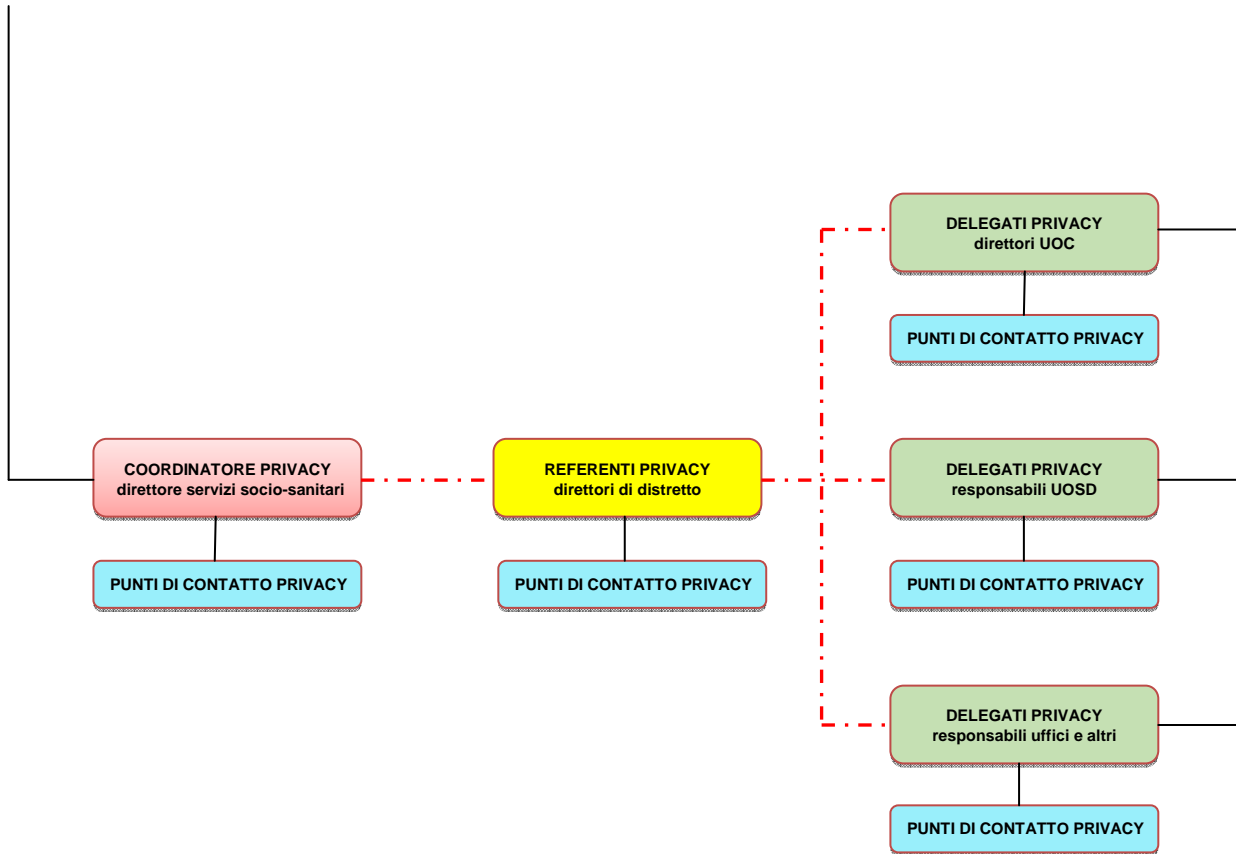 DELEGATI PRIVACY
direttori UOC
PUNTI DI CONTATTO PRIVACY
COORDINATORE PRIVACY
direttore servizi socio-sanitari
REFERENTI PRIVACY
direttori di distretto
DELEGATI PRIVACY
responsabili UOSD
PUNTI DI CONTATTO PRIVACY
PUNTI DI CONTATTO PRIVACY
PUNTI DI CONTATTO PRIVACY
DELEGATI PRIVACY
responsabili uffici e altri
PUNTI DI CONTATTO PRIVACY